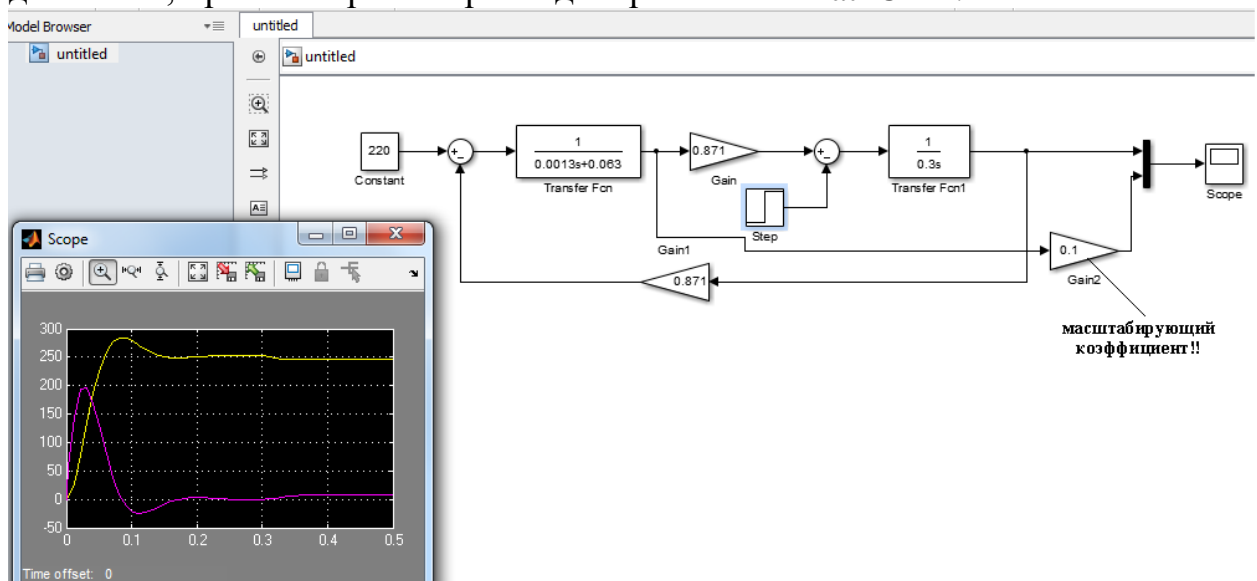 Model Browser
untitled
untitled
untitled
220
Constant
1
0.0013s+0.063
Transfer Fcn
0.871
Gain
1
0.3s
Transfer Fcn1
Scope
Step
Gain1
0.1
Gain2
0.871
масштабирующий
коэффициент!!
Scope
300
250
200
150
100
50
0
-50
0
0.1
0.2
0.3
0.4
0.5
Time offset: 0